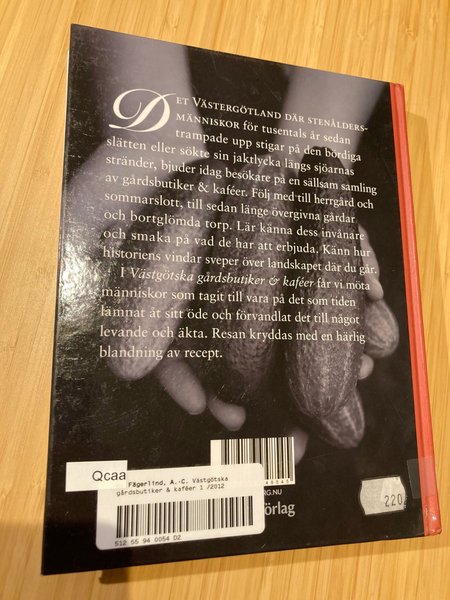 DET VÄSTERGÖTLAND DÄR STENÅLDERS-
MÄNNISKOR för tusentals år sedan
trampade upp stigar på den bördiga
slätten eller sökte sin jaktlycka längs sjöarnas
stränder, bjuder idag besökare på en sällsam samling
av gårdsbutiker & kaféer. Följ med till herrgård och
sommarslott, till sedan länge övergivna gårdar
och bortglömda torp. Lär känna dess invånare
och smaka på vad de har att erbjuda. Känn hur
historiens vindar sveper över landskapet där du går.
I Västgötska gårdsbutiker & kaféer får vi möta
människor som tagit till vara på det som tiden
lämnat åt sitt öde och förvandlat det till något
levande och äkta. Resan kryddas med en härlig
blandning av recept.
Qcaa
Fägerlind, A.-C. Västgötska
gårdsbutiker & kaféer 1 /2012
512 55 94 0054 D2
RG.NU
örlag
220